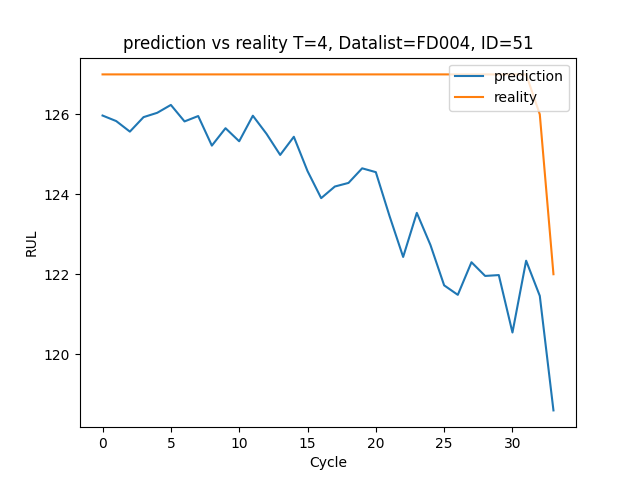 prediction vs reality T=4, Datalist=FD004, ID=51
prediction
reality
126
124
122
120
RUL
0 5 10 15 20 25 30
Cycle